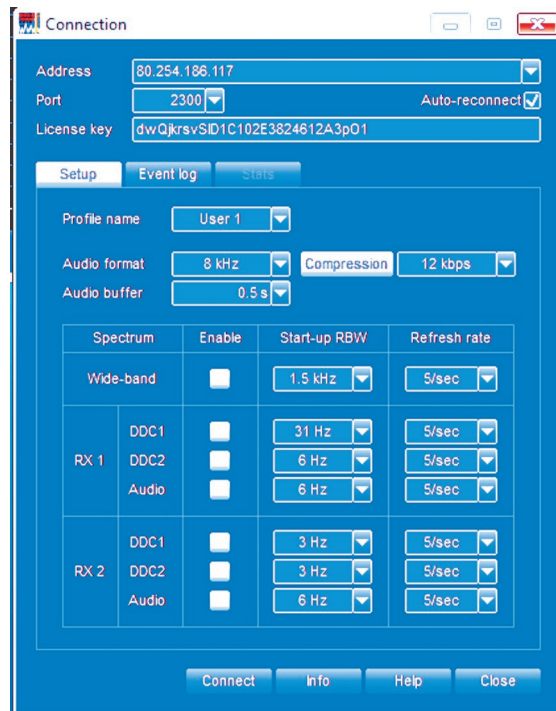 Connection
Address 80.254.186.117
Port 2300 Auto-reconnect
License key dwQjkrsvSID1C102E3824612A3pO1
Setup Event log Stats
Profile name User 1
Audio format 8 kHz Compression 12 kbps
Audio buffer 0.5 s
Spectrum Enable Start-up RBW Refresh rate
Wide-band 1.5 kHz 5/sec
DDC1 31 Hz 5/sec
RX 1 DDC2 6 Hz 5/sec
Audio 6 Hz 5/sec
DDC1 3 Hz 5/sec
RX 2 DDC2 3 Hz 5/sec
Audio 6 Hz 5/sec
Connect Info Help Close